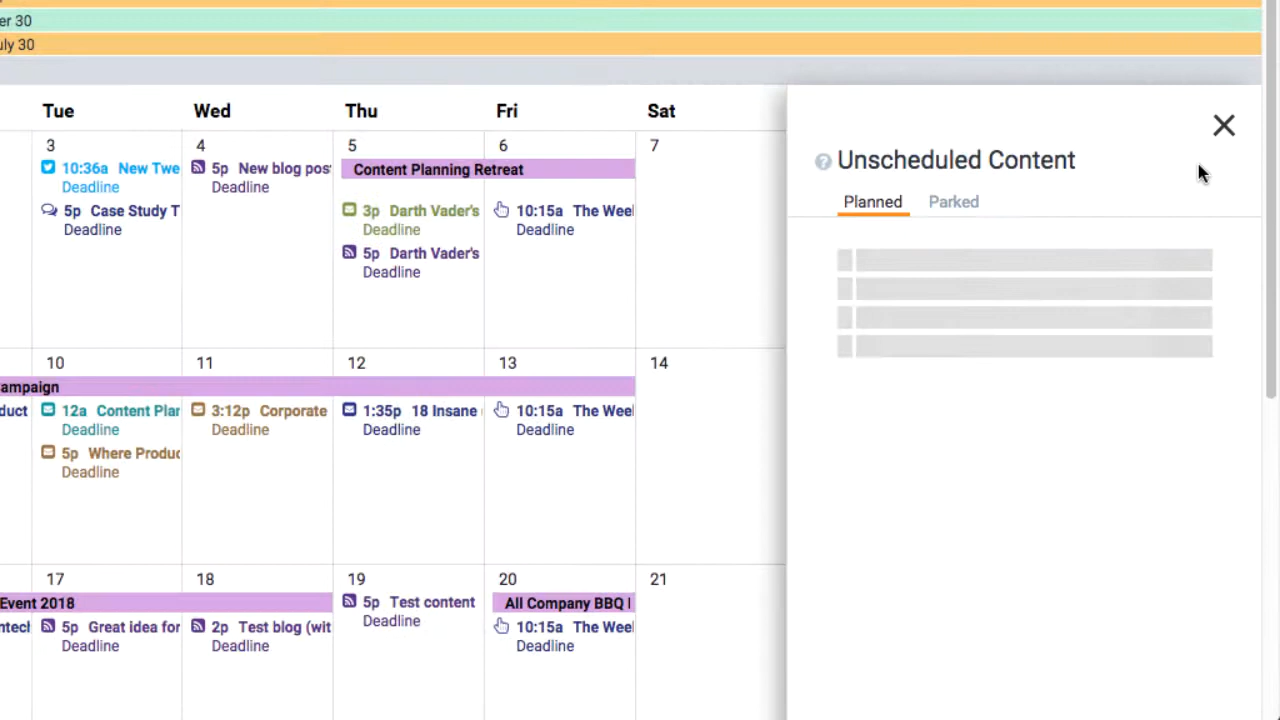 er 30
uly 30
Tue Wed Thu Fri Sat
3 4 5 6 7
Content Planning Retreat
10:36a New Twe
Deadline
5p Case Study T
Deadline
5p New blog pos
Deadline
3p Darth Vader's
Deadline
5p Darth Vader's
Deadline
10:15a The Wee
Deadline
10 11 12 13 14
ampaign
duct
12a Content Plan
Deadline
5p Where Produc
Deadline
3:12p Corporate
Deadline
1:35p 18 Insane
Deadline
10:15a The Wee
Deadline
17 18 19 20 21
Event 2018
All Company BBQ
ntech
5p Great idea for
Deadline
2p Test blog (wit
Deadline
5p Test content
Deadline
10:15a The Wee
Deadline
? Unscheduled Content
Planned Parked